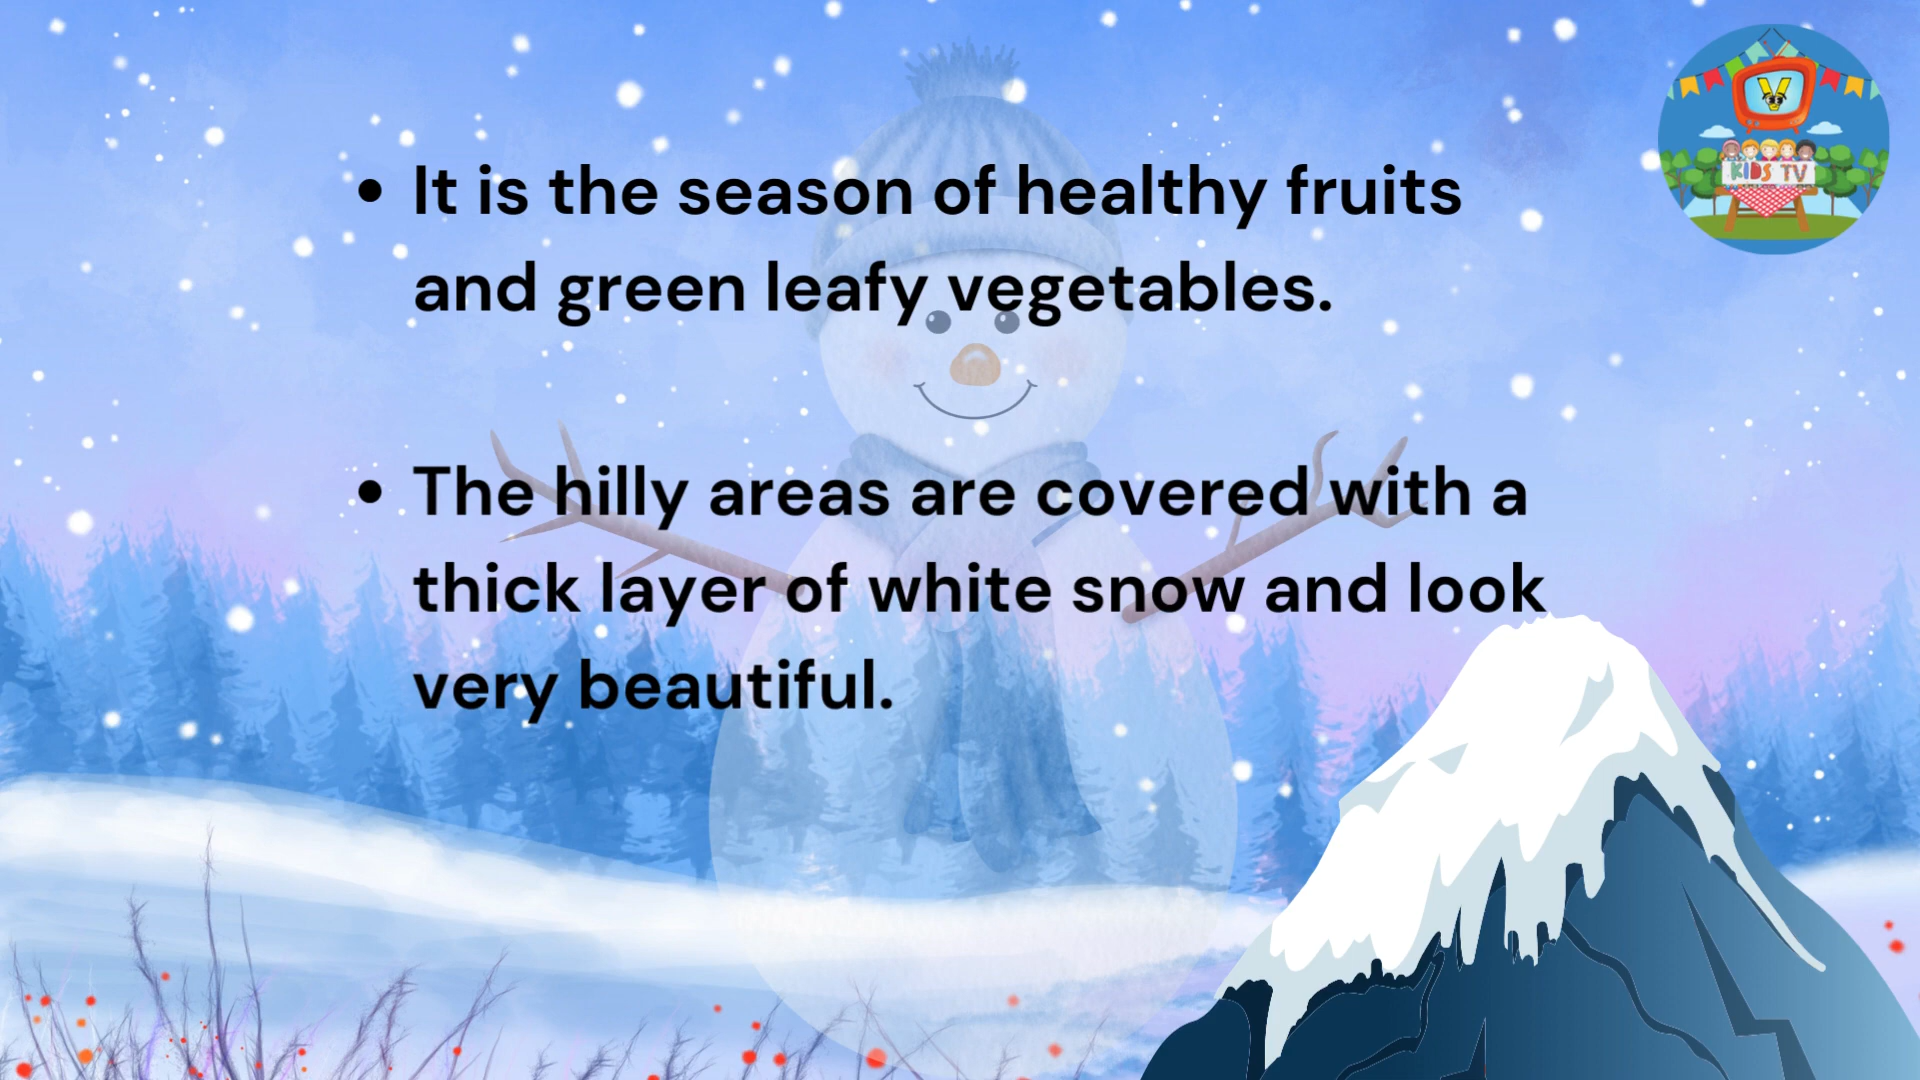 KIDS TV
• It is the season of healthy fruits
and green leafy vegetables.
• The hilly areas are covered with a
thick layer of white snow and look
very beautiful.